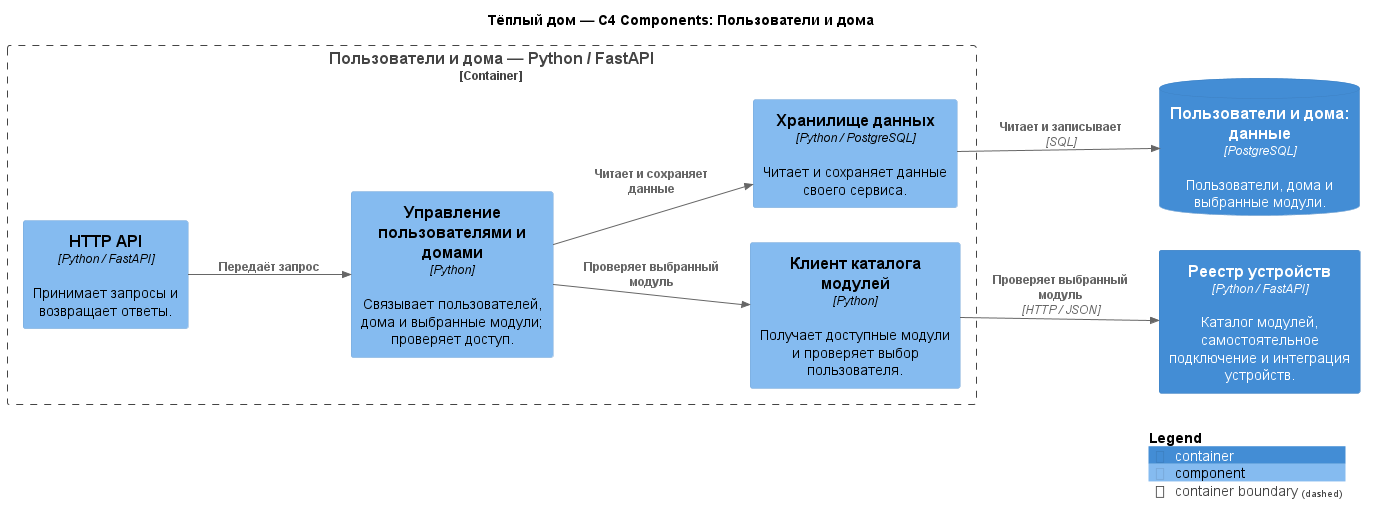 Тёплый дом — C4 Components: Пользователи и дома
Пользователи и дома — Python / FastAPI
[Container]
HTTP API
[Python / FastAPI]
Принимает запросы и
возвращает ответы.
Передаёт запрос
Управление
пользователями и
домами
[Python]
Связывает пользователей,
дома и выбранные модули;
проверяет доступ.
Читает и сохраняет
данные
Проверяет выбранный
модуль
Хранилище данных
[Python / PostgreSQL]
Читает и сохраняет данные
своего сервиса.
Клиент каталога
модулей
[Python]
Получает доступные модули
и проверяет выбор
пользователя.
Читает и записывает
[SQL]
Проверяет выбранный
модуль
[HTTP / JSON]
Пользователи и дома:
данные
[PostgreSQL]
Пользователи, дома и
выбранные модули.
Реестр устройств
[Python / FastAPI]
Каталог модулей,
самостоятельное
подключение и интеграция
устройств.
Legend
container
component
container boundary (dashed)